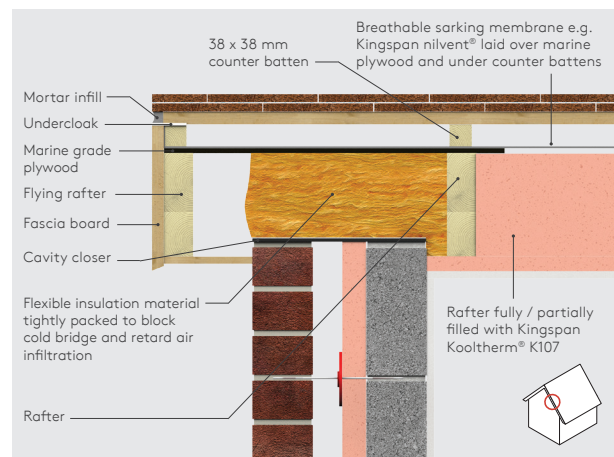 38 x 38 mm
counter batten
Breathable sarking membrane e.g.
Kingspan nilvent® laid over marine
plywood and under counter battens
Mortar infill
Undercloak
Marine grade
plywood
Flying rafter
Fascia board
Cavity closer
Flexible insulation material
tightly packed to block
cold bridge and retard air
infiltration
Rafter
Rafter fully / partially
filled with Kingspan
Kooltherm® K107